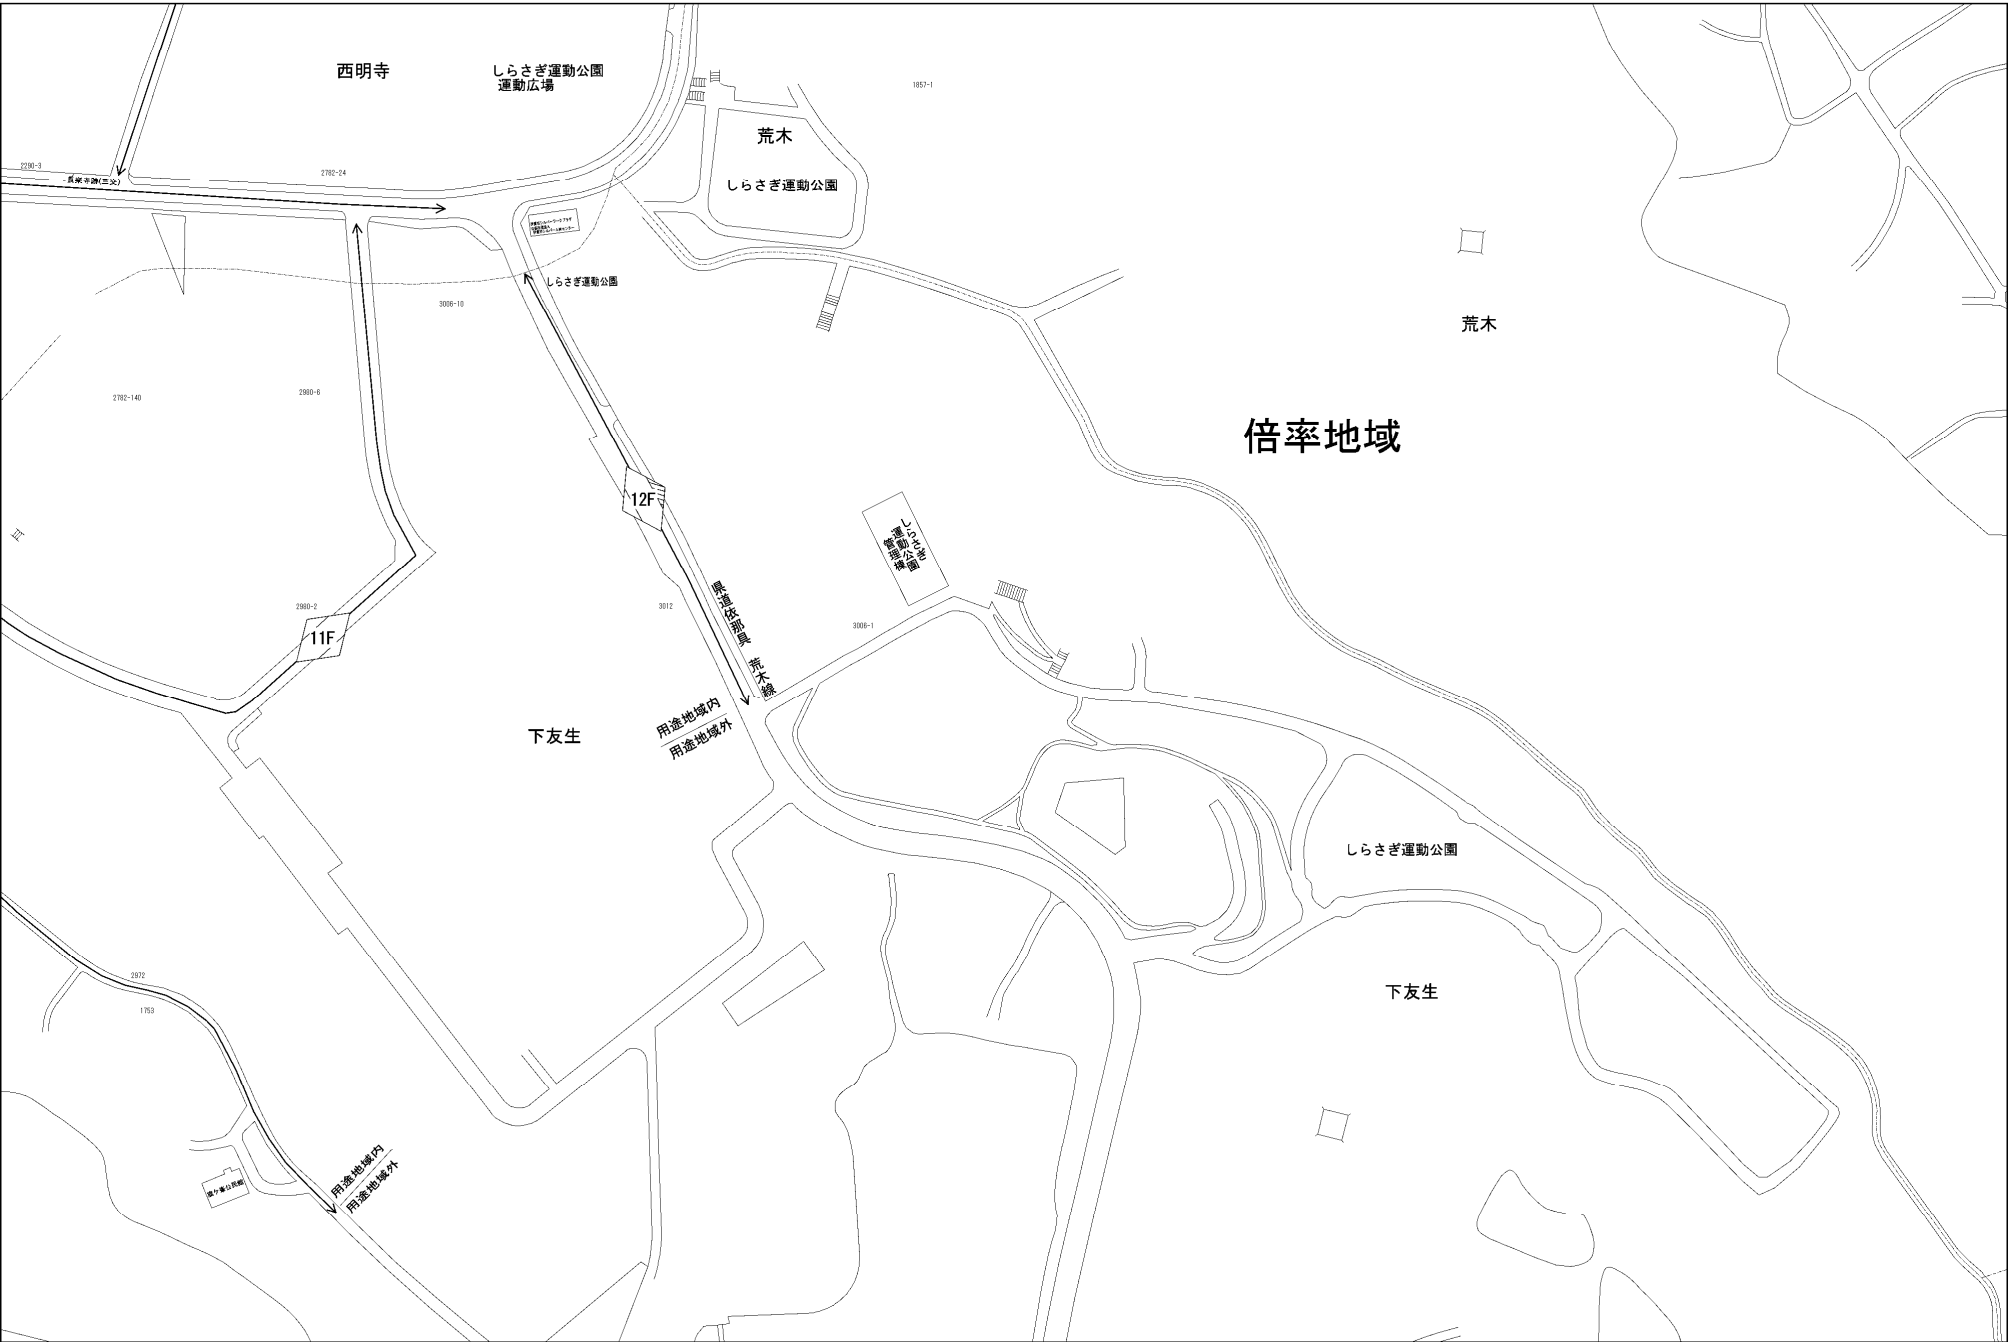 西明寺
しらさぎ運動公園
運動広場
1857-1
荒木
2290-3
2782-24
しらさぎ運動公園
しらさぎ運動公園
3006-10
荒木
2782-140
2980-6
倍率地域
12F
しらさぎ
運動公園
管理棟
2980-2
3012
県道依那具 荒木線
3006-1
11F
用途地域内
用途地域外
下友生
しらさぎ運動公園
2972
下友生
1753
用途地域内
用途地域外